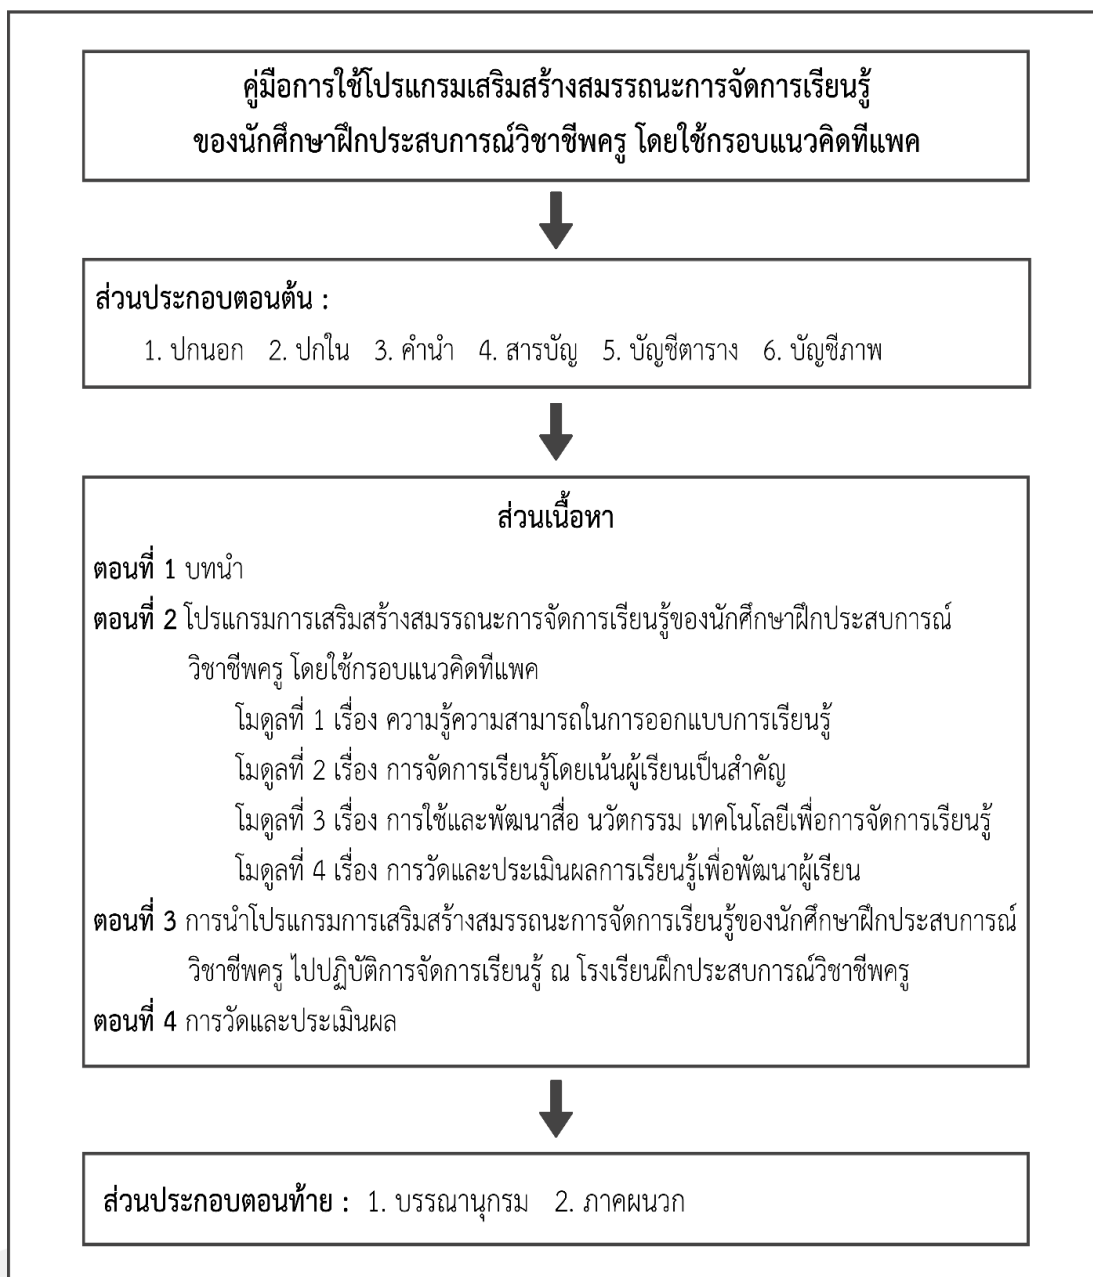 คู่มือการใช้โปรแกรมเสริมสร้างสมรรถนะการจัดการเรียนรู้
ของนักศึกษาฝึกประสบการณ์วิชาชีพครู โดยใช้กรอบแนวคิดทีแพค
ส่วนประกอบตอนต้น :
1. ปกนอก 2. ปกใน 3. คำนำ 4. สารบัญ 5. บัญชีตาราง 6. บัญชีภาพ
ส่วนเนื้อหา
ตอนที่ 1 บทนำ
ตอนที่ 2 โปรแกรมการเสริมสร้างสมรรถนะการจัดการเรียนรู้ของนักศึกษาฝึกประสบการณ์
วิชาชีพครู โดยใช้กรอบแนวคิดทีแพค
โมดูลที่ 1 เรื่อง ความรู้ความสามารถในการออกแบบการเรียนรู้
โมดูลที่ 2 เรื่อง การจัดการเรียนรู้โดยเน้นผู้เรียนเป็นสำคัญ
โมดูลที่ 3 เรื่อง การใช้และพัฒนาสื่อ นวัตกรรม เทคโนโลยีเพื่อการจัดการเรียนรู้
โมดูลที่ 4 เรื่อง การวัดและประเมินผลการเรียนรู้เพื่อพัฒนาผู้เรียน
ตอนที่ 3 การนำโปรแกรมการเสริมสร้างสมรรถนะการจัดการเรียนรู้ของนักศึกษาฝึกประสบการณ์
วิชาชีพครู ไปปฏิบัติการจัดการเรียนรู้ ณ โรงเรียนฝึกประสบการณ์วิชาชีพครู
ตอนที่ 4 การวัดและประเมินผล
ส่วนประกอบตอนท้าย : 1. บรรณานุกรม 2. ภาคผนวก